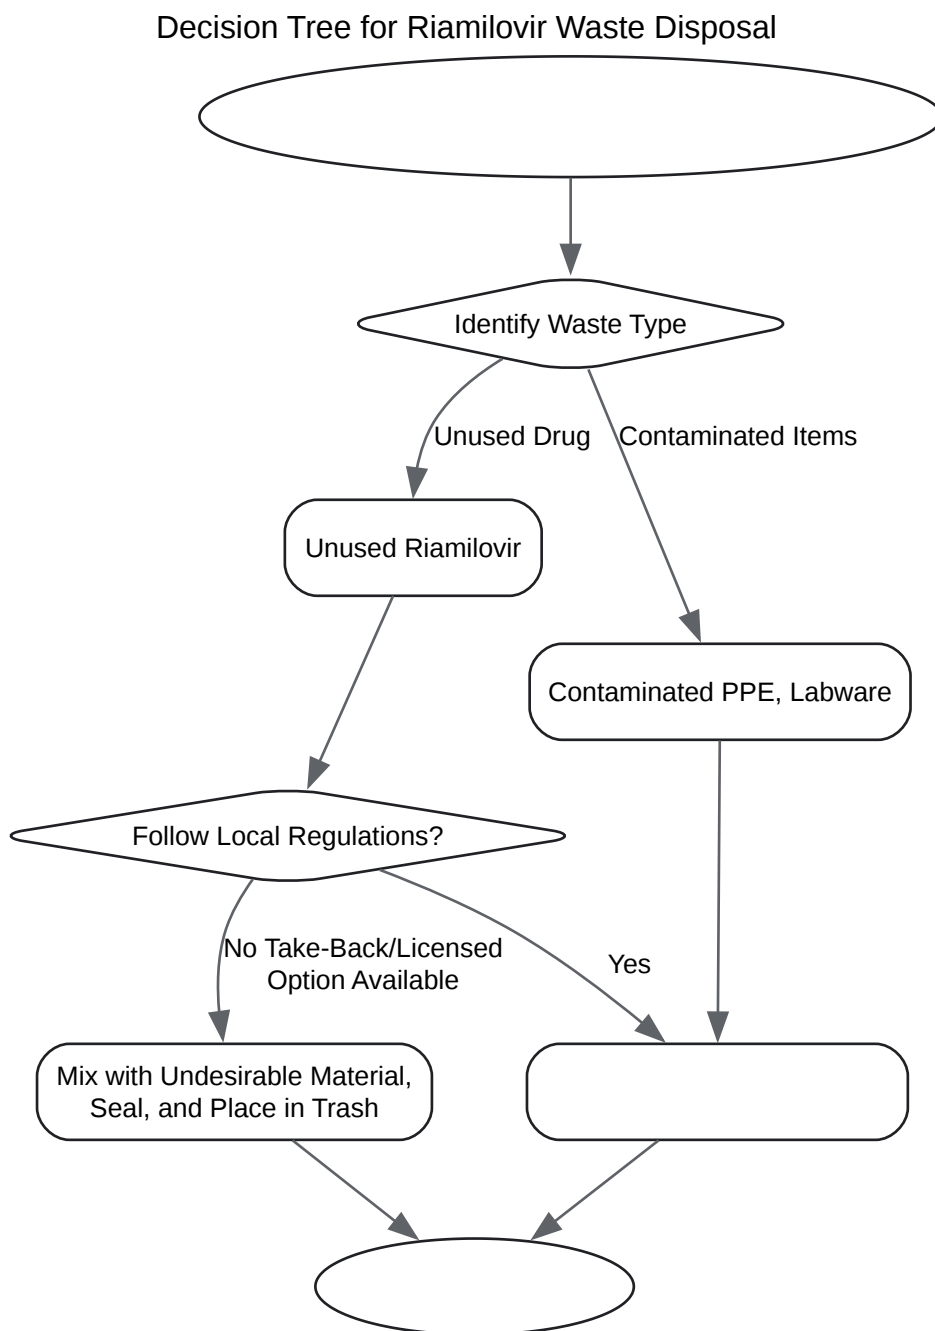 Decision Tree for Riamilovir Waste Disposal
Identify Waste Type
Unused Drug
Contaminated Items
Unused Riamilovir
Contaminated PPE, Labware
Follow Local Regulations?
No Take-Back/Licensed
Option Available
Yes
Mix with Undesirable Material,
Seal, and Place in Trash